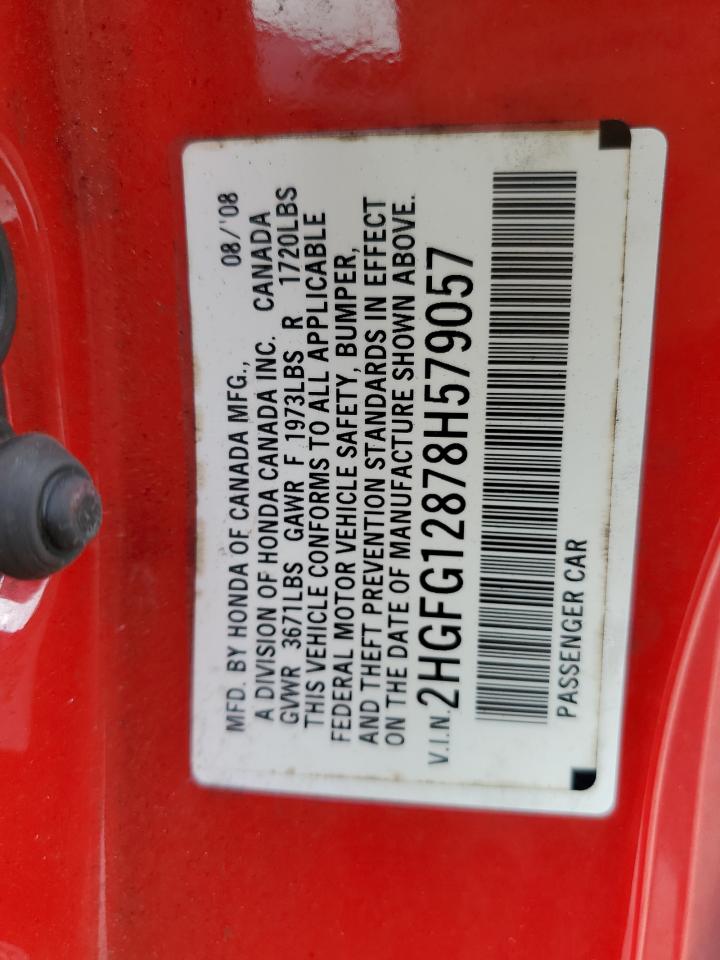 MFD. BY HONDA OF CANADA MFG., 08/'08
A DIVISION OF HONDA CANADA INC. CANADA
GVWR 3671LBS GAWR F 1973LBS R 1720LBS
THIS VEHICLE CONFORMS TO ALL APPLICABLE
FEDERAL MOTOR VEHICLE SAFETY, BUMPER,
AND THEFT PREVENTION STANDARDS IN EFFECT
ON THE DATE OF MANUFACTURE SHOWN ABOVE.
V.I.N. 2HGFG12878H579057
PASSENGER CAR